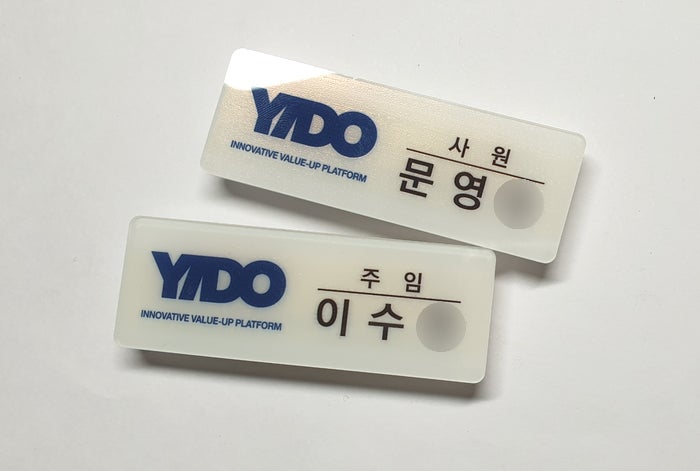 YIDO
INNOVATIVE VALUE-UP PLATFORM
사 원
문 영
YIDO
INNOVATIVE VALUE-UP PLATFORM
주 임
이 수